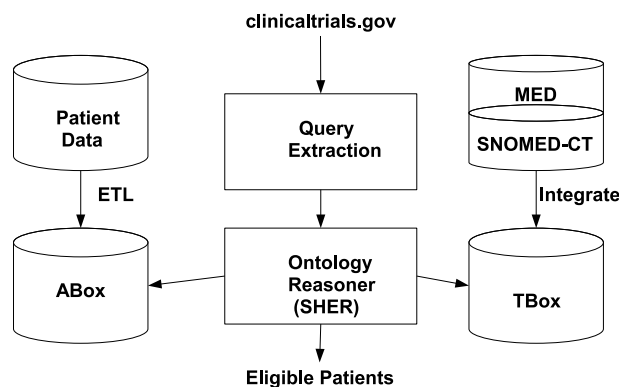 clinicaltrials.gov
Patient
Data
Query
Extraction
MED
SNOMED-CT
ETL
Integrate
ABox
Ontology
Reasoner
(SHER)
TBox
Eligible Patients